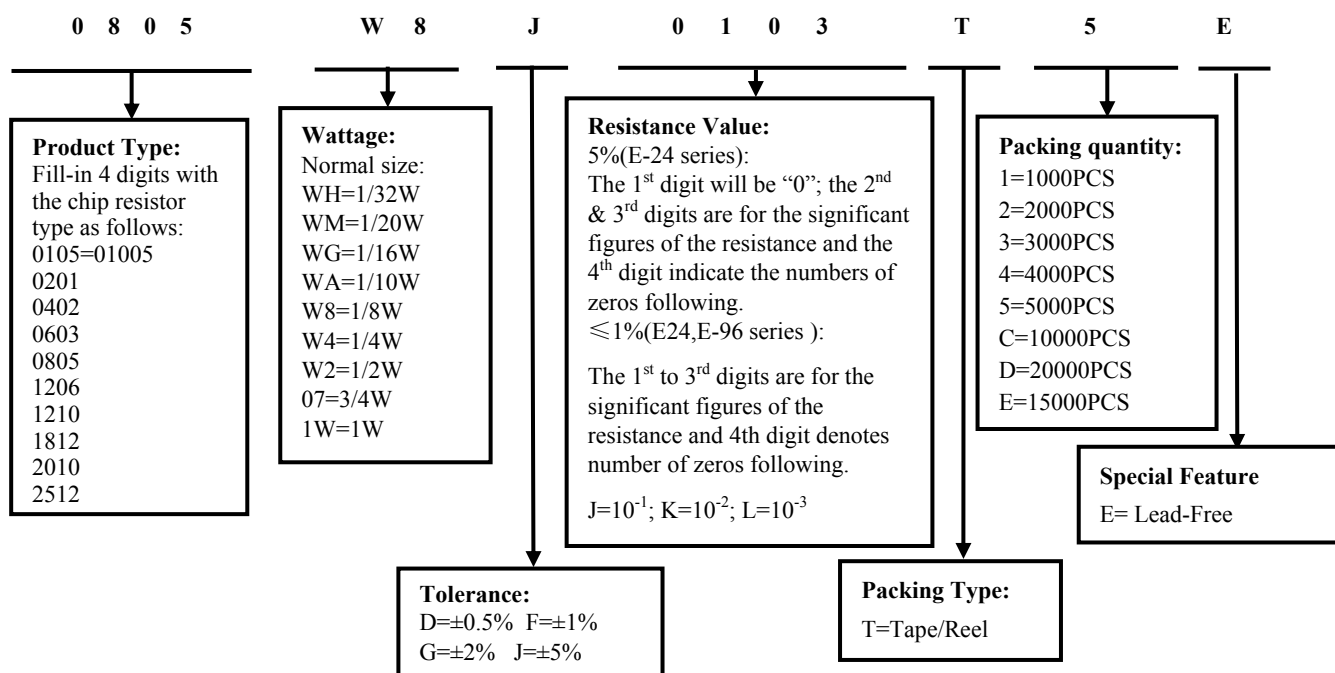 0 8 0 5 W 8 J 0 1 0 3 T 5 E
Product Type:
Fill-in 4 digits with
the chip resistor
type as follows:
0105=01005
0201
0402
0603
0805
1206
1210
1812
2010
2512
Wattage:
Normal size:
WH=1/32W
WM=1/20W
WG=1/16W
WA=1/10W
W8=1/8W
W4=1/4W
W2=1/2W
07=3/4W
1W=1W
Tolerance:
D=±0.5% F=±1%
G=±2% J=±5%
Resistance Value:
5%(E-24 series):
The 1st digit will be “0”; the 2nd
& 3rd digits are for the significant
figures of the resistance and the
4th digit indicate the numbers of
zeros following.
≤1%(E24,E-96 series ):
The 1st to 3rd digits are for the
significant figures of the
resistance and 4th digit denotes
number of zeros following.
J=10-1; K=10-2; L=10-3
Packing Type:
T=Tape/Reel
Packing quantity:
1=1000PCS
2=2000PCS
3=3000PCS
4=4000PCS
5=5000PCS
C=10000PCS
D=20000PCS
E=15000PCS
Special Feature
E= Lead-Free